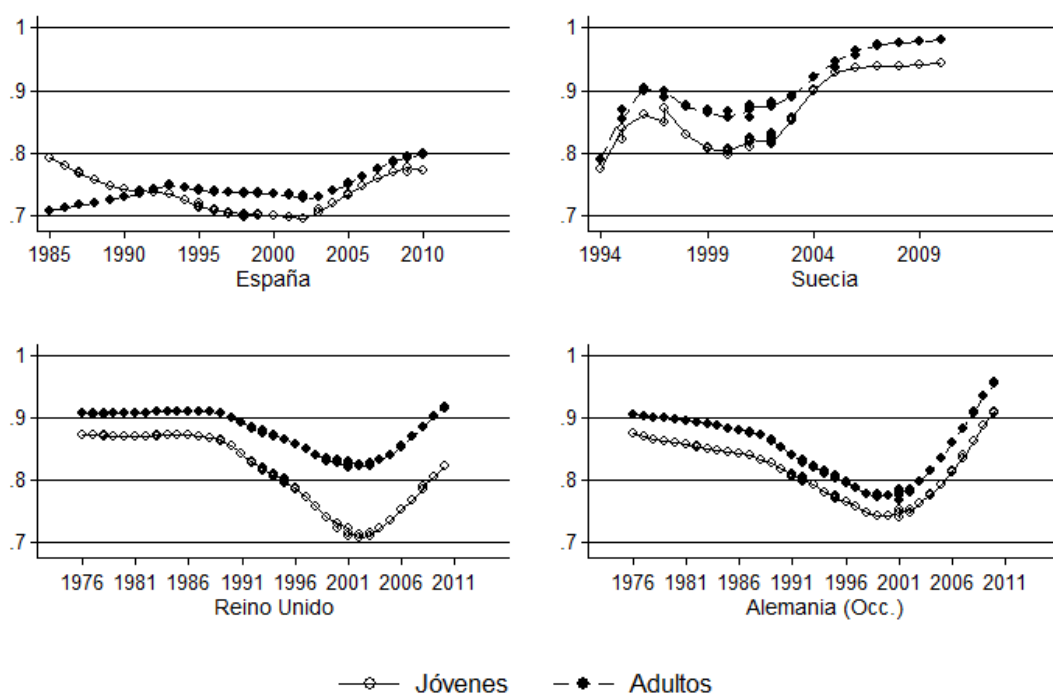 1
.9
.8
.7
1985 1990 1995 2000 2005 2010
España
1
.9
.8
.7
1994 1999 2004 2009
Suecia
1
.9
.8
.7
1976 1981 1986 1991 1996 2001 2006 2011
Reino Unido
1
.9
.8
.7
1976 1981 1986 1991 1996 2001 2006 2011
Alemania (Occ.)
Jóvenes Adultos